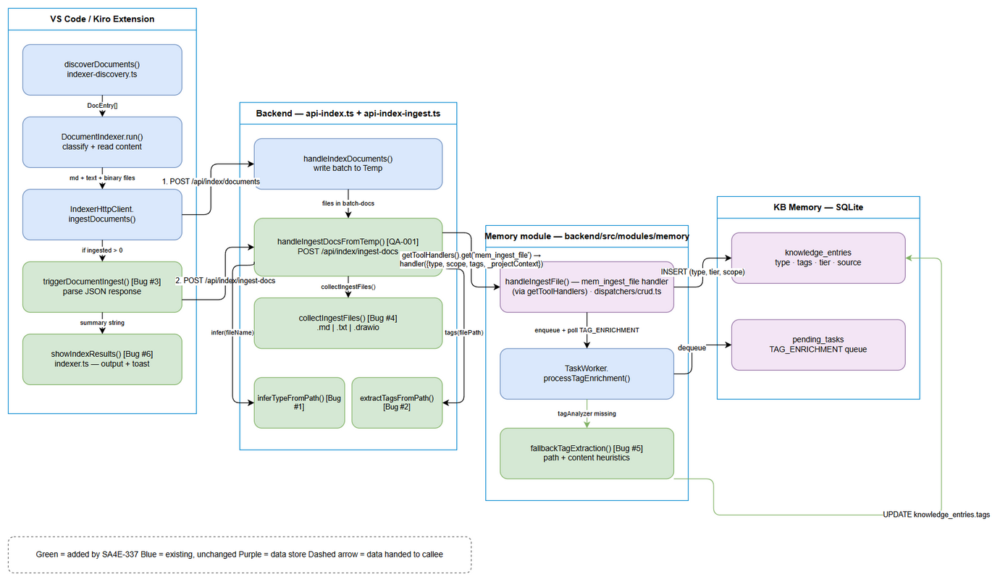 VS Code / Kiro Extension
discoverDocuments()
indexer-discovery.ts
DocEntry[]
DocumentIndexer.run()
classify + read content
md + text + binary files
IndexerHttpClient.
ingestDocuments()
if ingested > 0
triggerDocumentIngest() [Bug #3]
parse JSON response
summary string
showIndexResults() [Bug #6]
indexer.ts — output + toast
1. POST /api/index/documents
2. POST /api/index/ingest-docs
Backend — api-index.ts + api-index-ingest.ts
handleIndexDocuments()
write batch to Temp
files in batch-docs
handleIngestDocsFromTemp() [QA-001]
POST /api/index/ingest-docs
collectIngestFiles()
collectIngestFiles() [Bug #4]
.md | .txt | .drawio
infer(fileName)
tags(filePath)
inferTypeFromPath() [Bug
#1]
extractTagsFromPath()
[Bug #2]
getToolHandlers().get('mem_ingest_file') →
handler({type, scope, tags, _projectContext})
Memory module — backend/src/modules/memory
handleIngestFile() — mem_ingest_file handler
(via getToolHandlers) · dispatchers/crud.ts
enqueue + poll TAG_ENRICHMENT
TaskWorker.
processTagEnrichment()
tagAnalyzer missing
fallbackTagExtraction() [Bug #5]
path + content heuristics
INSERT (type, tier, scope)
dequeue
KB Memory — SQLite
knowledge_entries
type · tags · tier · source
pending_tasks
TAG_ENRICHMENT queue
UPDATE knowledge_entries.tags
Green = added by SA4E-337 Blue = existing, unchanged Purple = data store Dashed arrow = data handed to callee